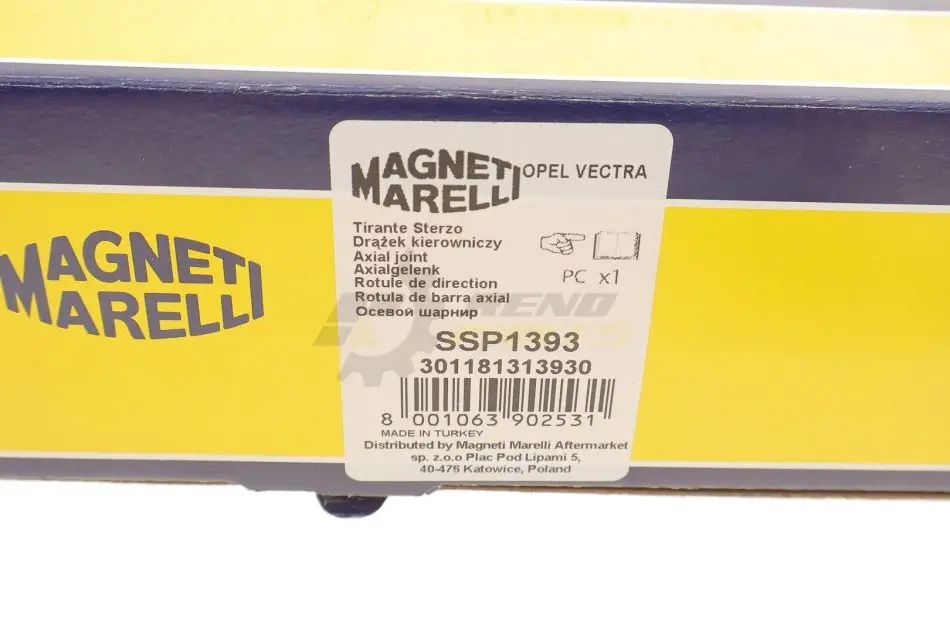 MAGNETI
MARELLI
MAGNETI
MARELLI
OPEL VECTRA
Tirante Sterzo
Drążek kierowniczy
Axial joint
Axialgelenk
Rotule de direction
Rotula de barra axial
Осевой шарнир
PC x1
SSP1393
301181313930
8 001063 902531
MADE IN TURKEY
Distributed by Magneti Marelli Aftermarket
sp. z.o.o Plac Pod Lipami 5,
40-476 Katowice, Poland